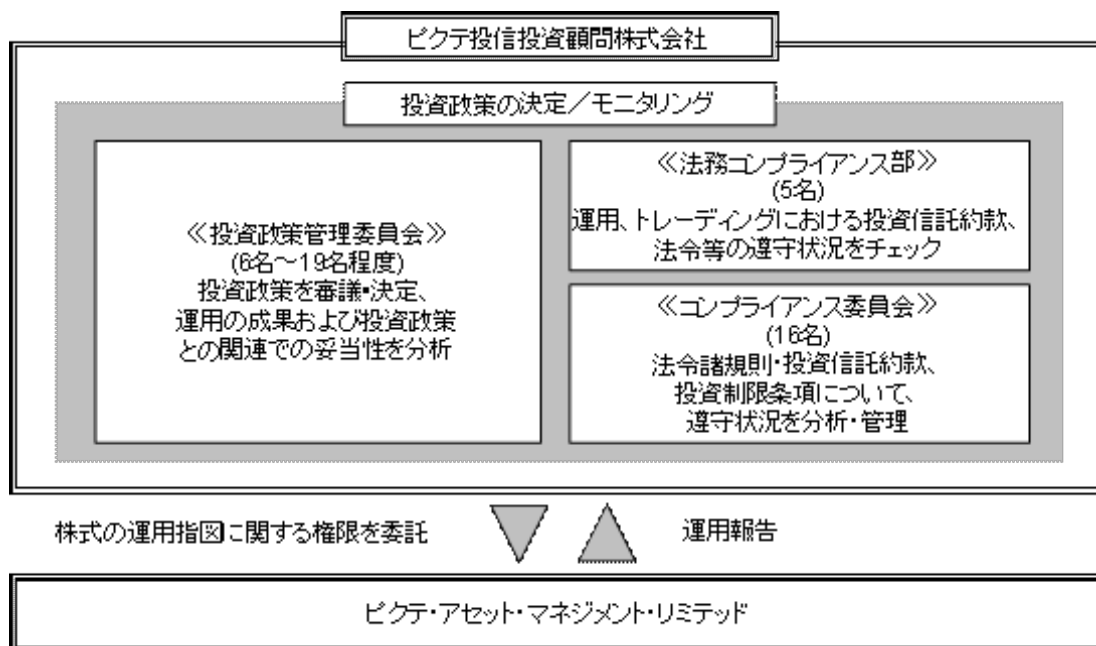 ピクテ投信投資顧問株式会社
投資政策の決定／モニタリング
≪投資政策管理委員会≫
(6名～19名程度)
投資政策を審議・決定、
運用の成果および投資政策
との関連での妥当性を分析
≪法務コンプライアンス部≫
(5名)
運用、トレーディングにおける投資信託約款、
法令等の遵守状況をチェック
≪コンプライアンス委員会≫
(16名)
法令諸規則・投資信託約款、
投資制限条項について、
遵守状況を分析・管理
株式の運用指図に関する権限を委託
運用報告
ピクテ・アセット・マネジメント・リミテッド